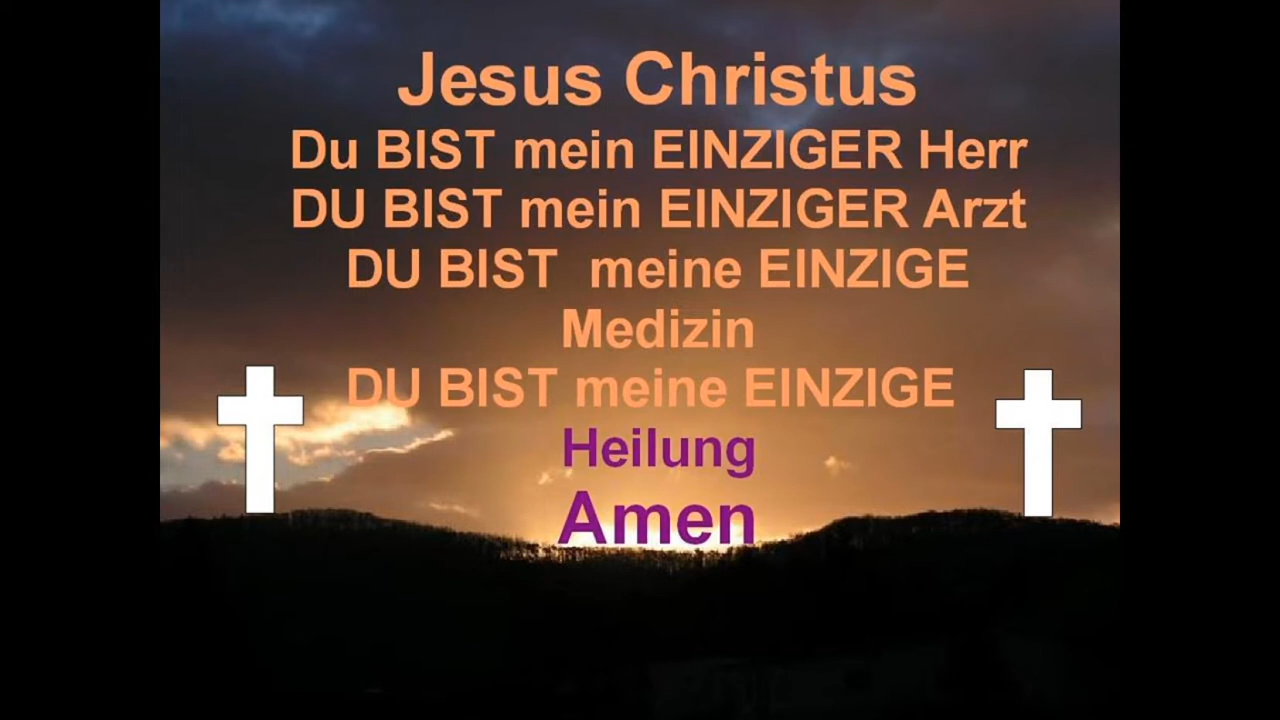 Jesus Christus
Du BIST mein EINZIGER Herr
DU BIST mein EINZIGER Arzt
DU BIST  meine EINZIGE
Medizin
DU BIST meine EINZIGE
Heilung
Amen